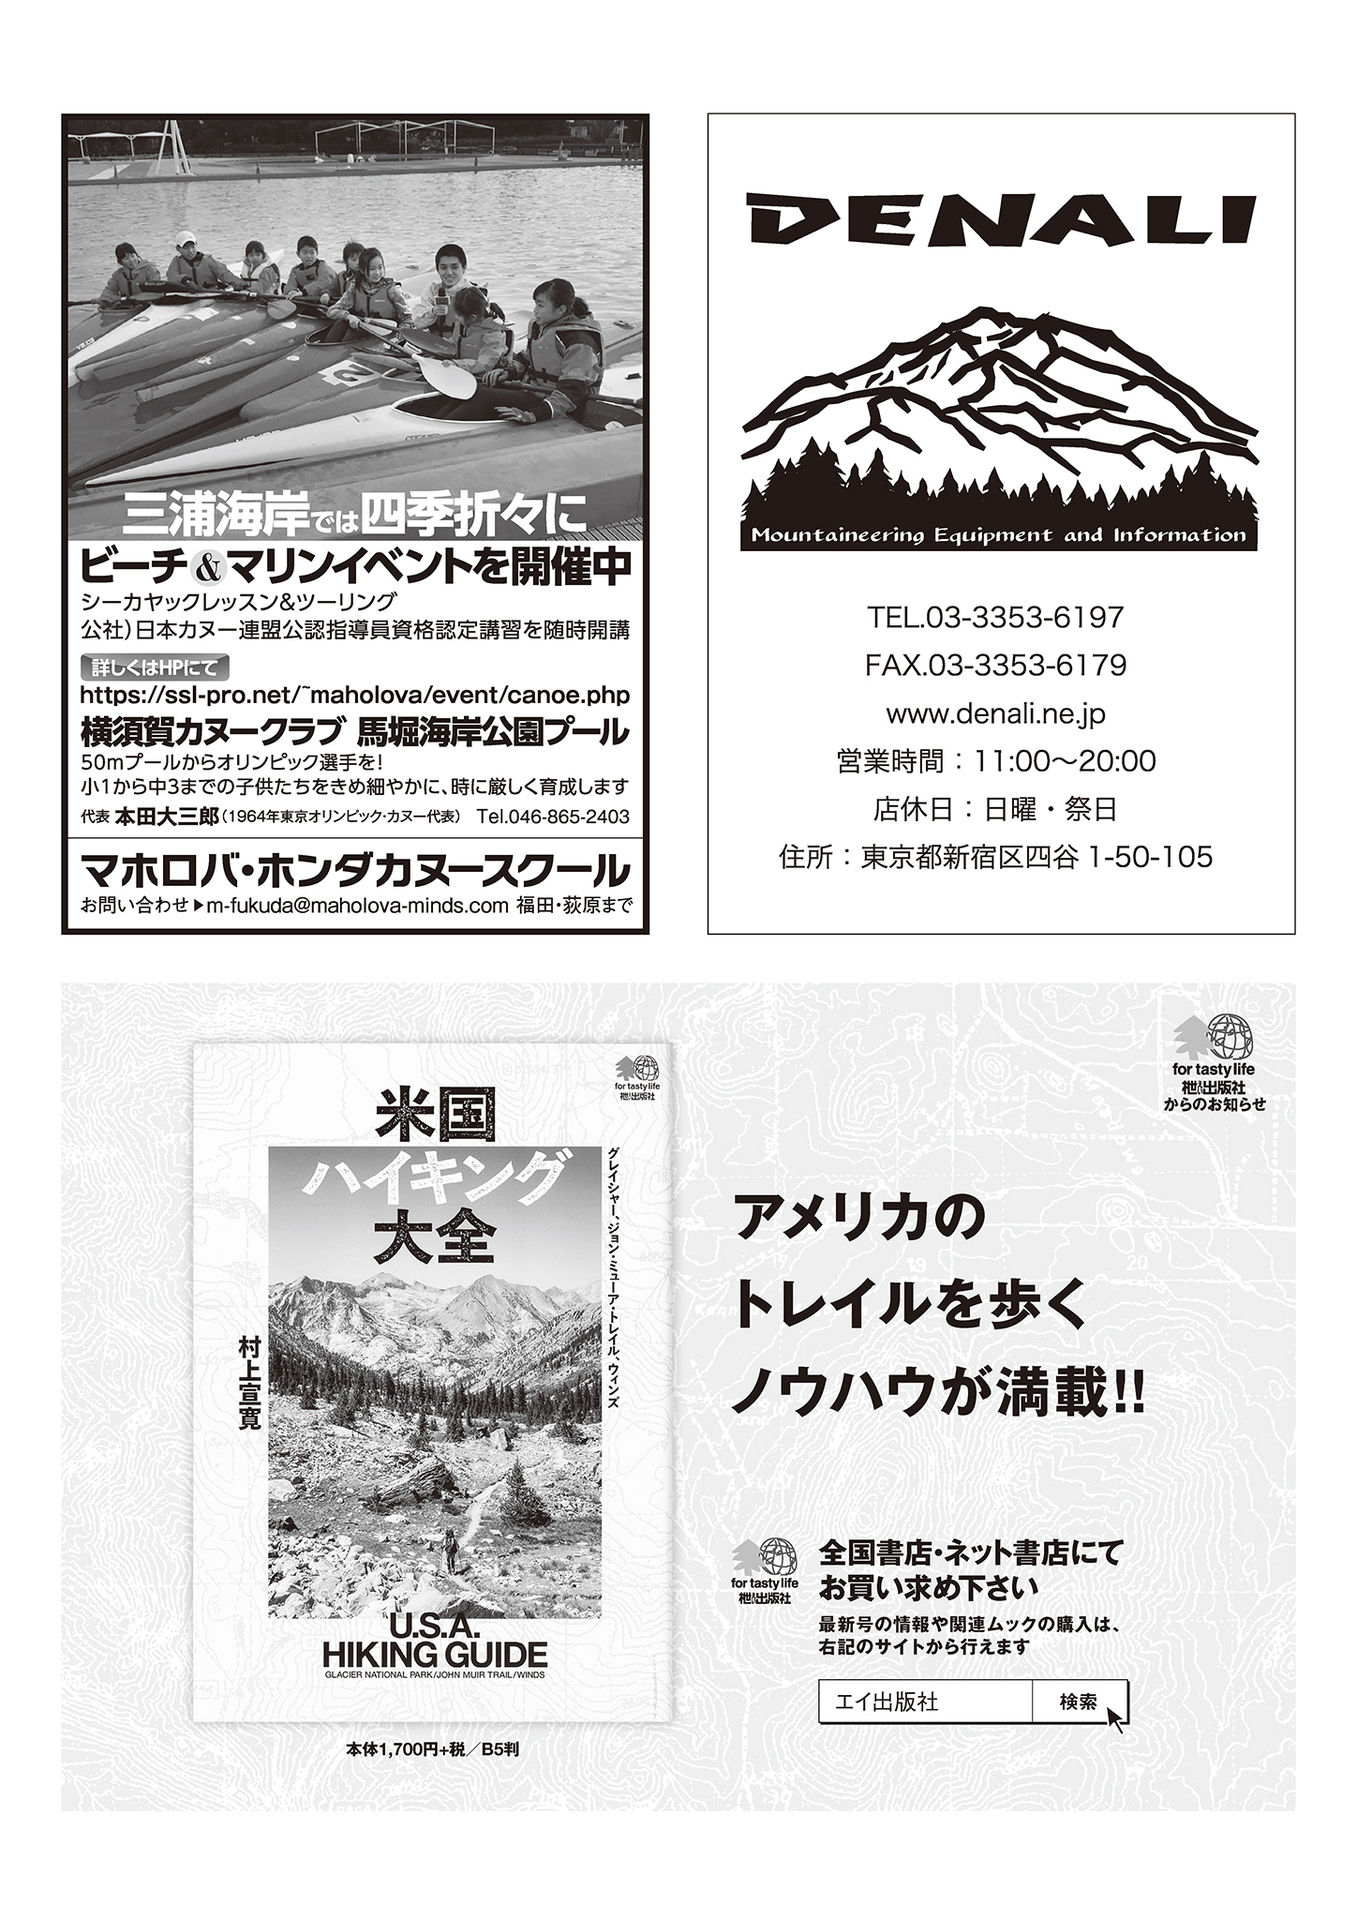 三浦海岸では四季折々に
ビーチ&マリンイベントを開催中
シーカヤックレッスン&ツーリング
公社)日本カヌー連盟公認指導員資格認定講習を随時開講
詳しくはHPにて
https://ssl-pro.net/~maholova/event/canoe.php
横須賀カヌークラブ 馬堀海岸公園プール
50mプールからオリンピック選手を!
小1から中3までの子供たちをきめ細やかに、時に厳しく育成します
代表 本田大三郎(1964年東京オリンピック・カヌー代表) Tel.046-865-2403
マホロバ・ホンダカヌースクール
お問い合わせ▶m-fukuda@maholova-minds.com 福田・荻原まで
DENALI
Mountaineering Equipment and Information
TEL.03-3353-6197
FAX.03-3353-6179
www.denali.ne.jp
営業時間:11:00〜20:00
店休日:日曜・祭日
住所:東京都新宿区四谷 1-50-105
for tasty life
枻出版社
米国
ハイキング
大全
グレイシャー、ジョン・ミューア・トレイル、ウィンズ
村上宣寛
U.S.A.
HIKING GUIDE
GLACIER NATIONAL PARK/JOHN MUIR TRAIL/WINDS
本体1,700円+税/B5判
for tasty life
枻出版社
からのお知らせ
アメリカの
トレイルを歩く
ノウハウが満載!!
for tasty life
枻出版社
全国書店・ネット書店にて
お買い求め下さい
最新号の情報や関連ムックの購入は、
右記のサイトから行えます
エイ出版社 検索